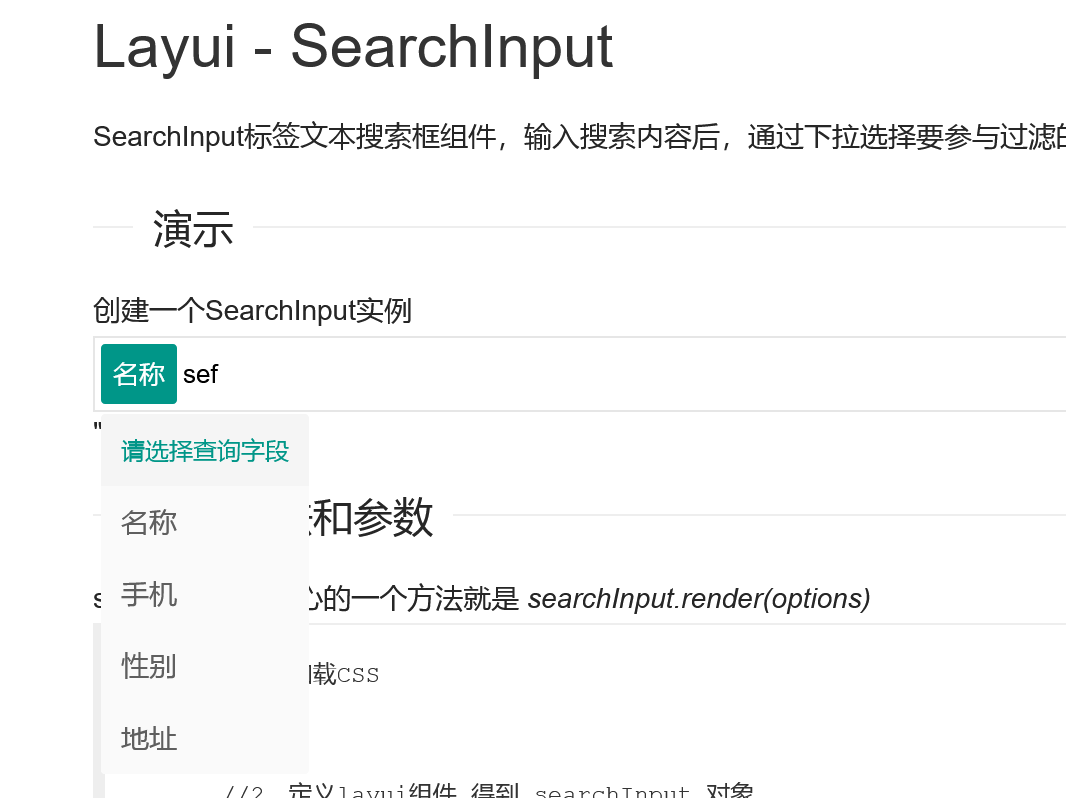 Layui - SearchInput
SearchInput标签文本搜索框组件，输入搜索内容后，通过下拉选择要参与过滤的
演示
创建一个SearchInput实例
名称 sef
"
请选择查询字段
名称
和参数
手机
的一个方法就是 searchInput.render(options)
性别
载css
地址
//2、定义layui组件 得到 searchInput 对象